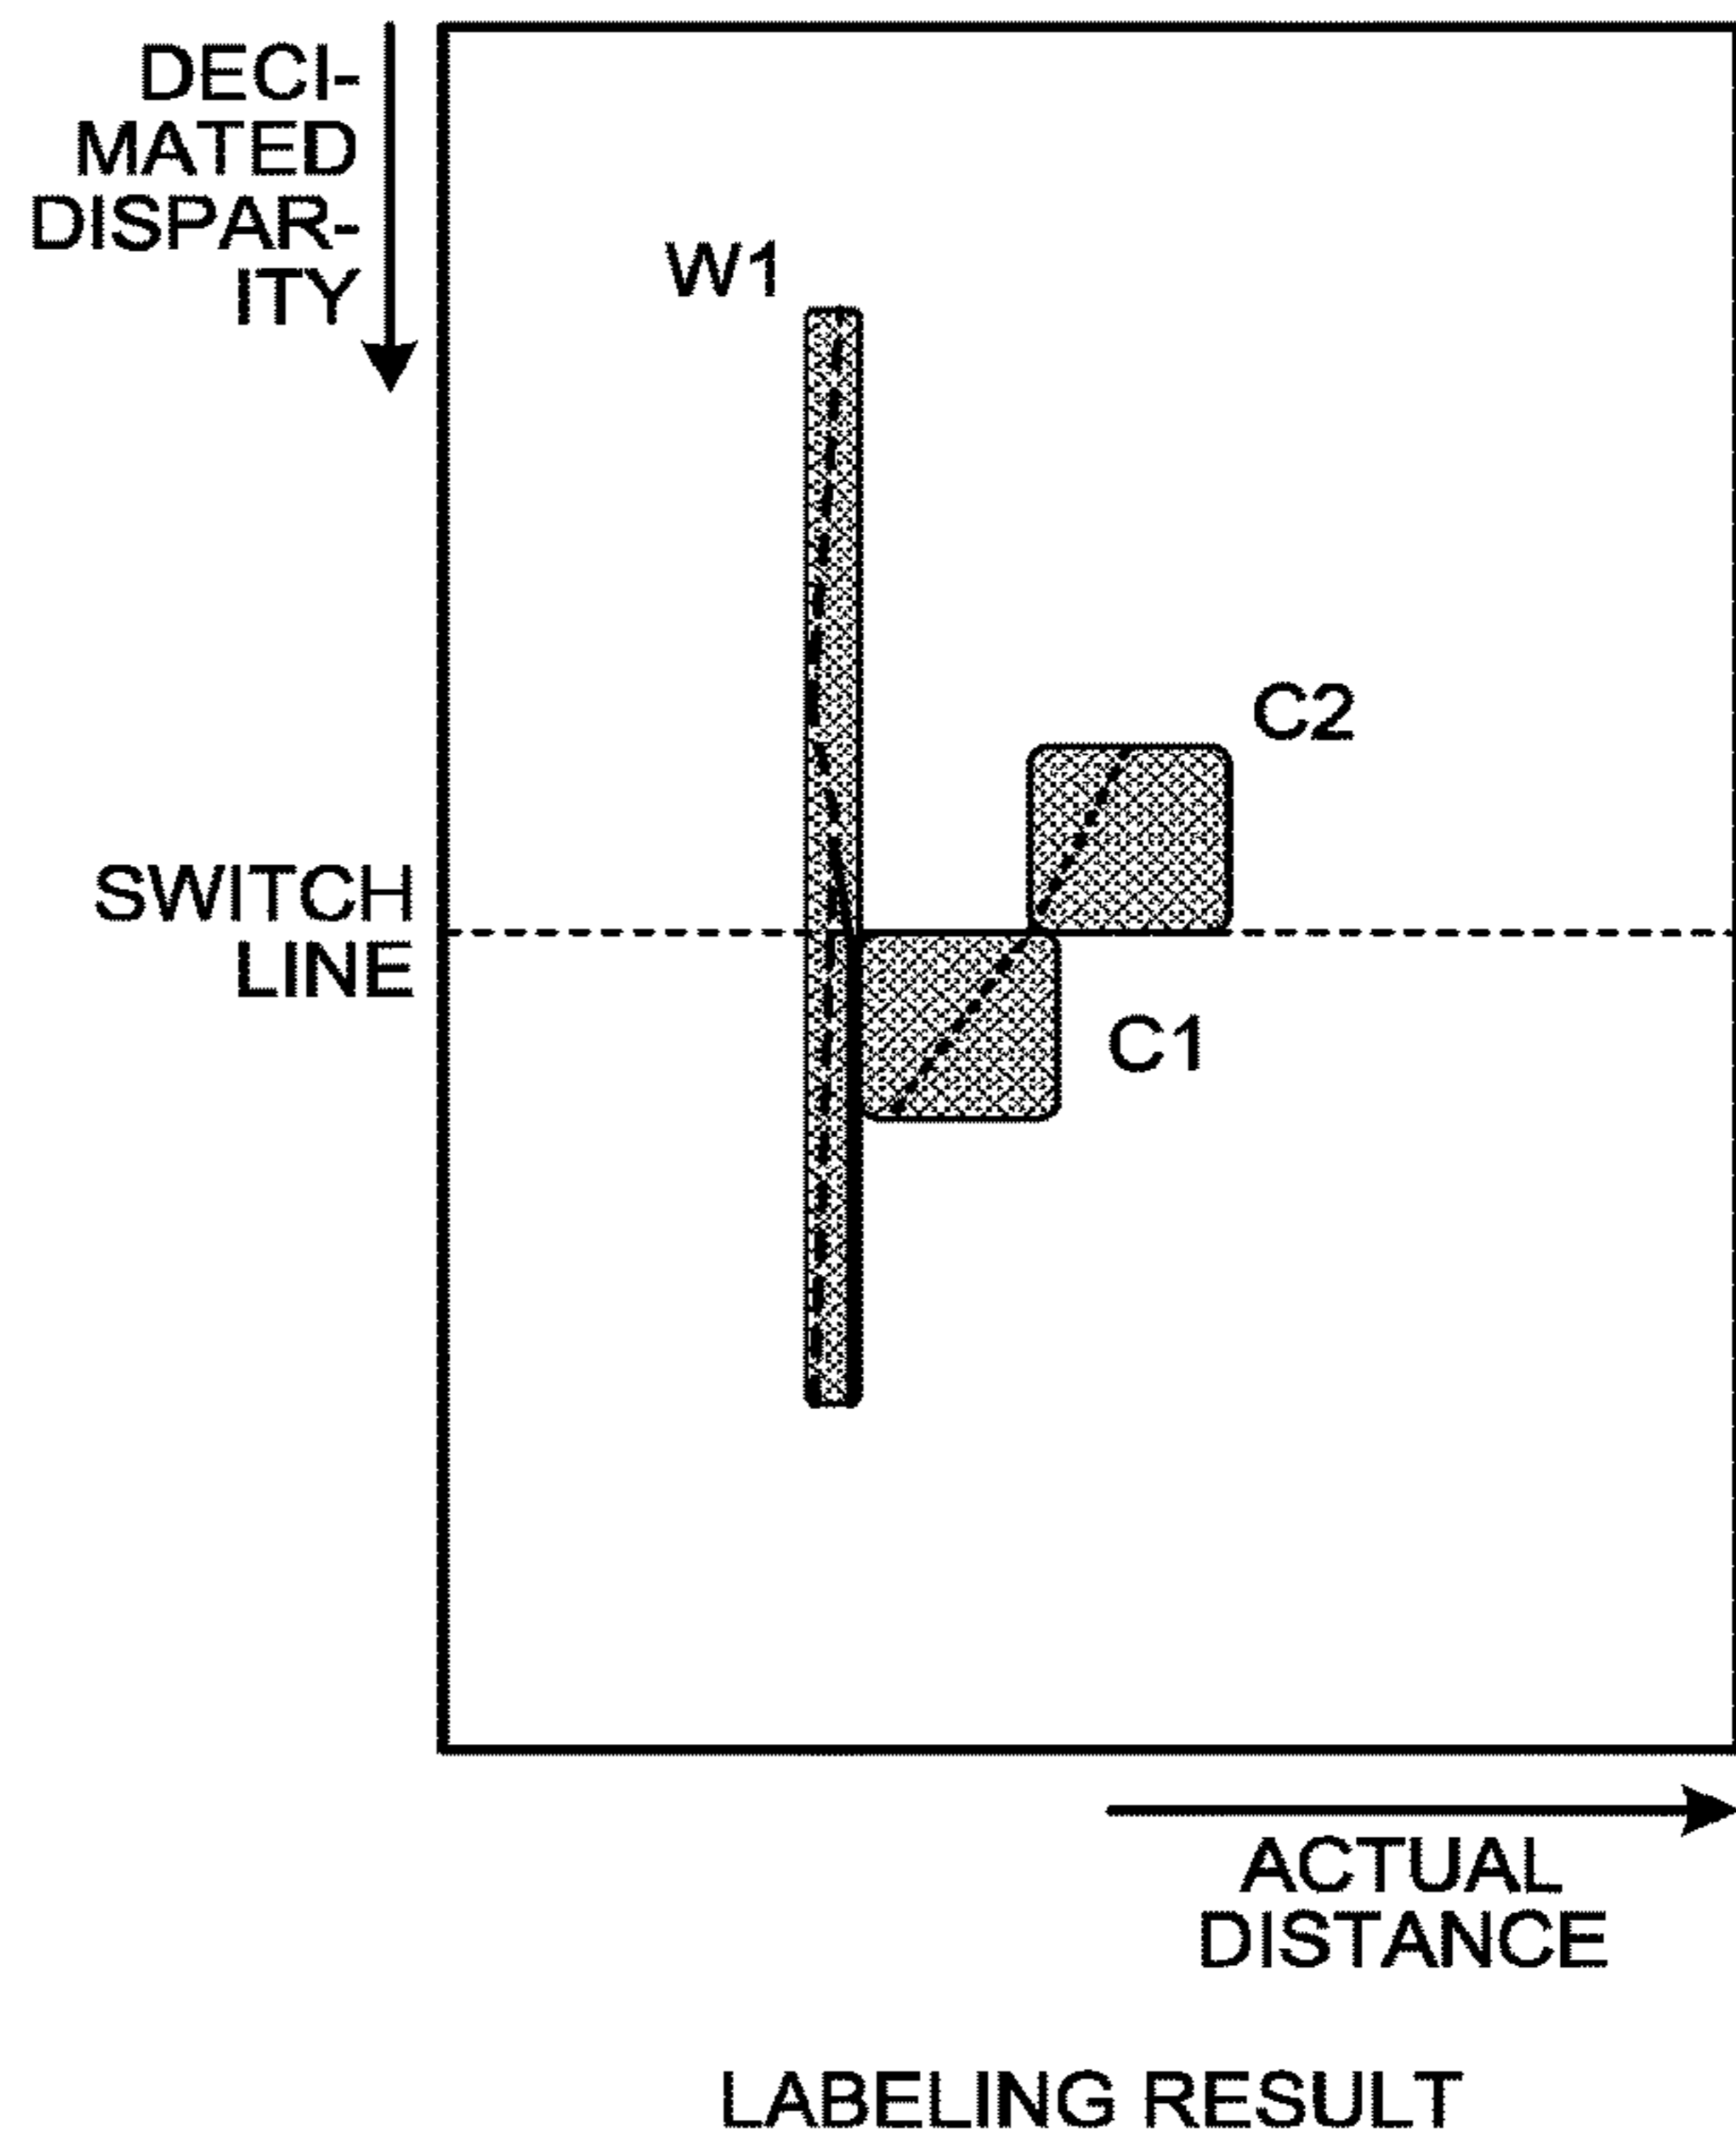 DECI-
MATED
DISPAR-
ITY
W1
C2
SWITCH
LINE
C1
ACTUAL
DISTANCE
LABELING RESULT